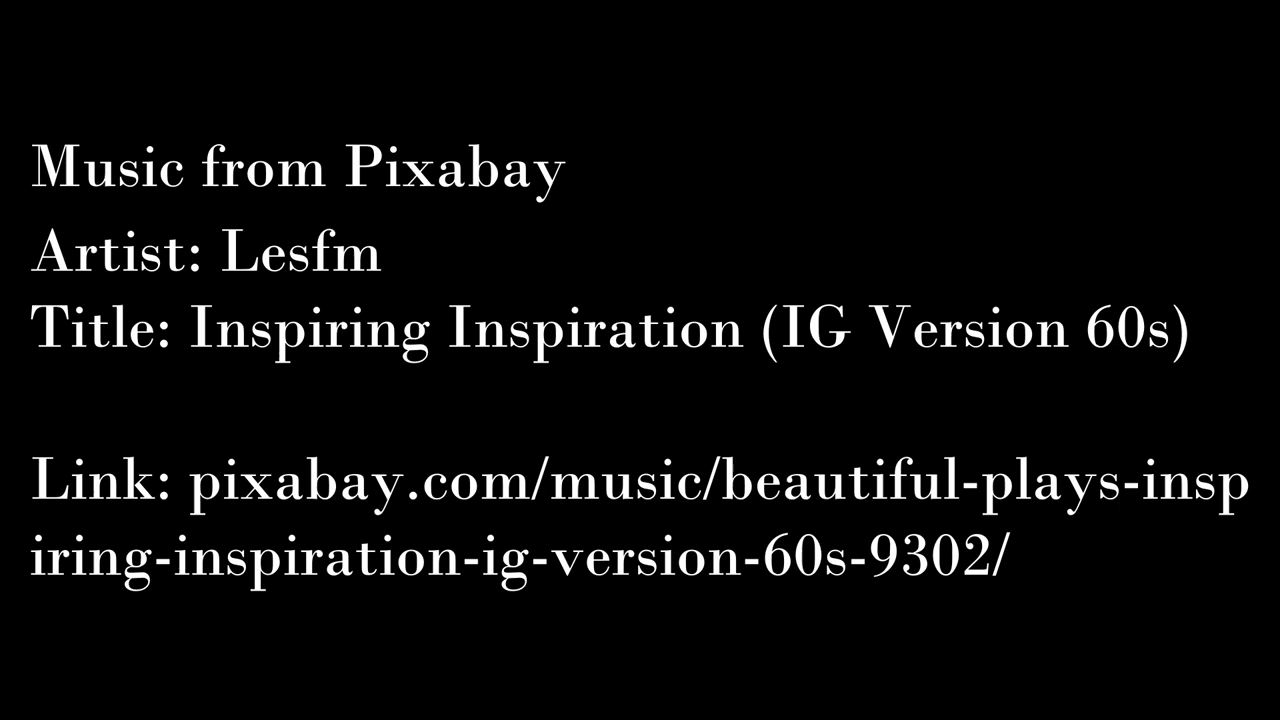 Music from Pixabay
Artist: Lesfm
Title: Inspiring Inspiration (IG Version 60s)
Link: pixabay.com/music/beautiful-plays-insp
iring-inspiration-ig-version-60s-9302/